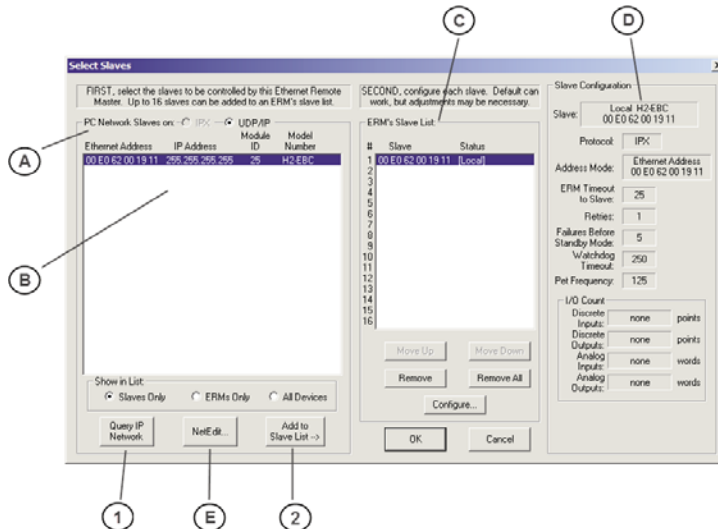 C
D
Select Slaves
FIRST, select the slaves to be controlled by this Ethernet Remote
Master. Up to 16 slaves can be added to an ERM's slave list.
SECOND, configure each slave. Default can
work, but adjustments may be necessary.
A
PC Network Slaves on: IPX UDP/IP
Ethernet Address IP Address Module ID Model Number
00 E0 62 00 19 11 255.255.255.255 25 H2-EBC
B
Show in List:
Slaves Only ERMs Only All Devices
Query IP
Network
NetEdit...
Add to
Slave List ->
ERM's Slave List:
# Slave Status
1 00 E0 62 00 19 11 [Local]
2
3
4
5
6
7
8
9
10
11
12
13
14
15
16
Move Up Move Down
Remove Remove All
Configure...
OK Cancel
Slave Configuration
Slave: Local H2-EBC
00 E0 62 00 19 11
Protocol: IPX
Address Mode: Ethernet Address
00 E0 62 00 19 11
ERM Timeout
to Slave: 25
Retries: 1
Failures Before
Standby Mode: 5
Watchdog
Timeout: 250
Pet Frequency: 125
I/O Count
Discrete
Inputs: none points
Discrete
Outputs: none points
Analog
Inputs: none words
Analog
Outputs: none words
1
E
2